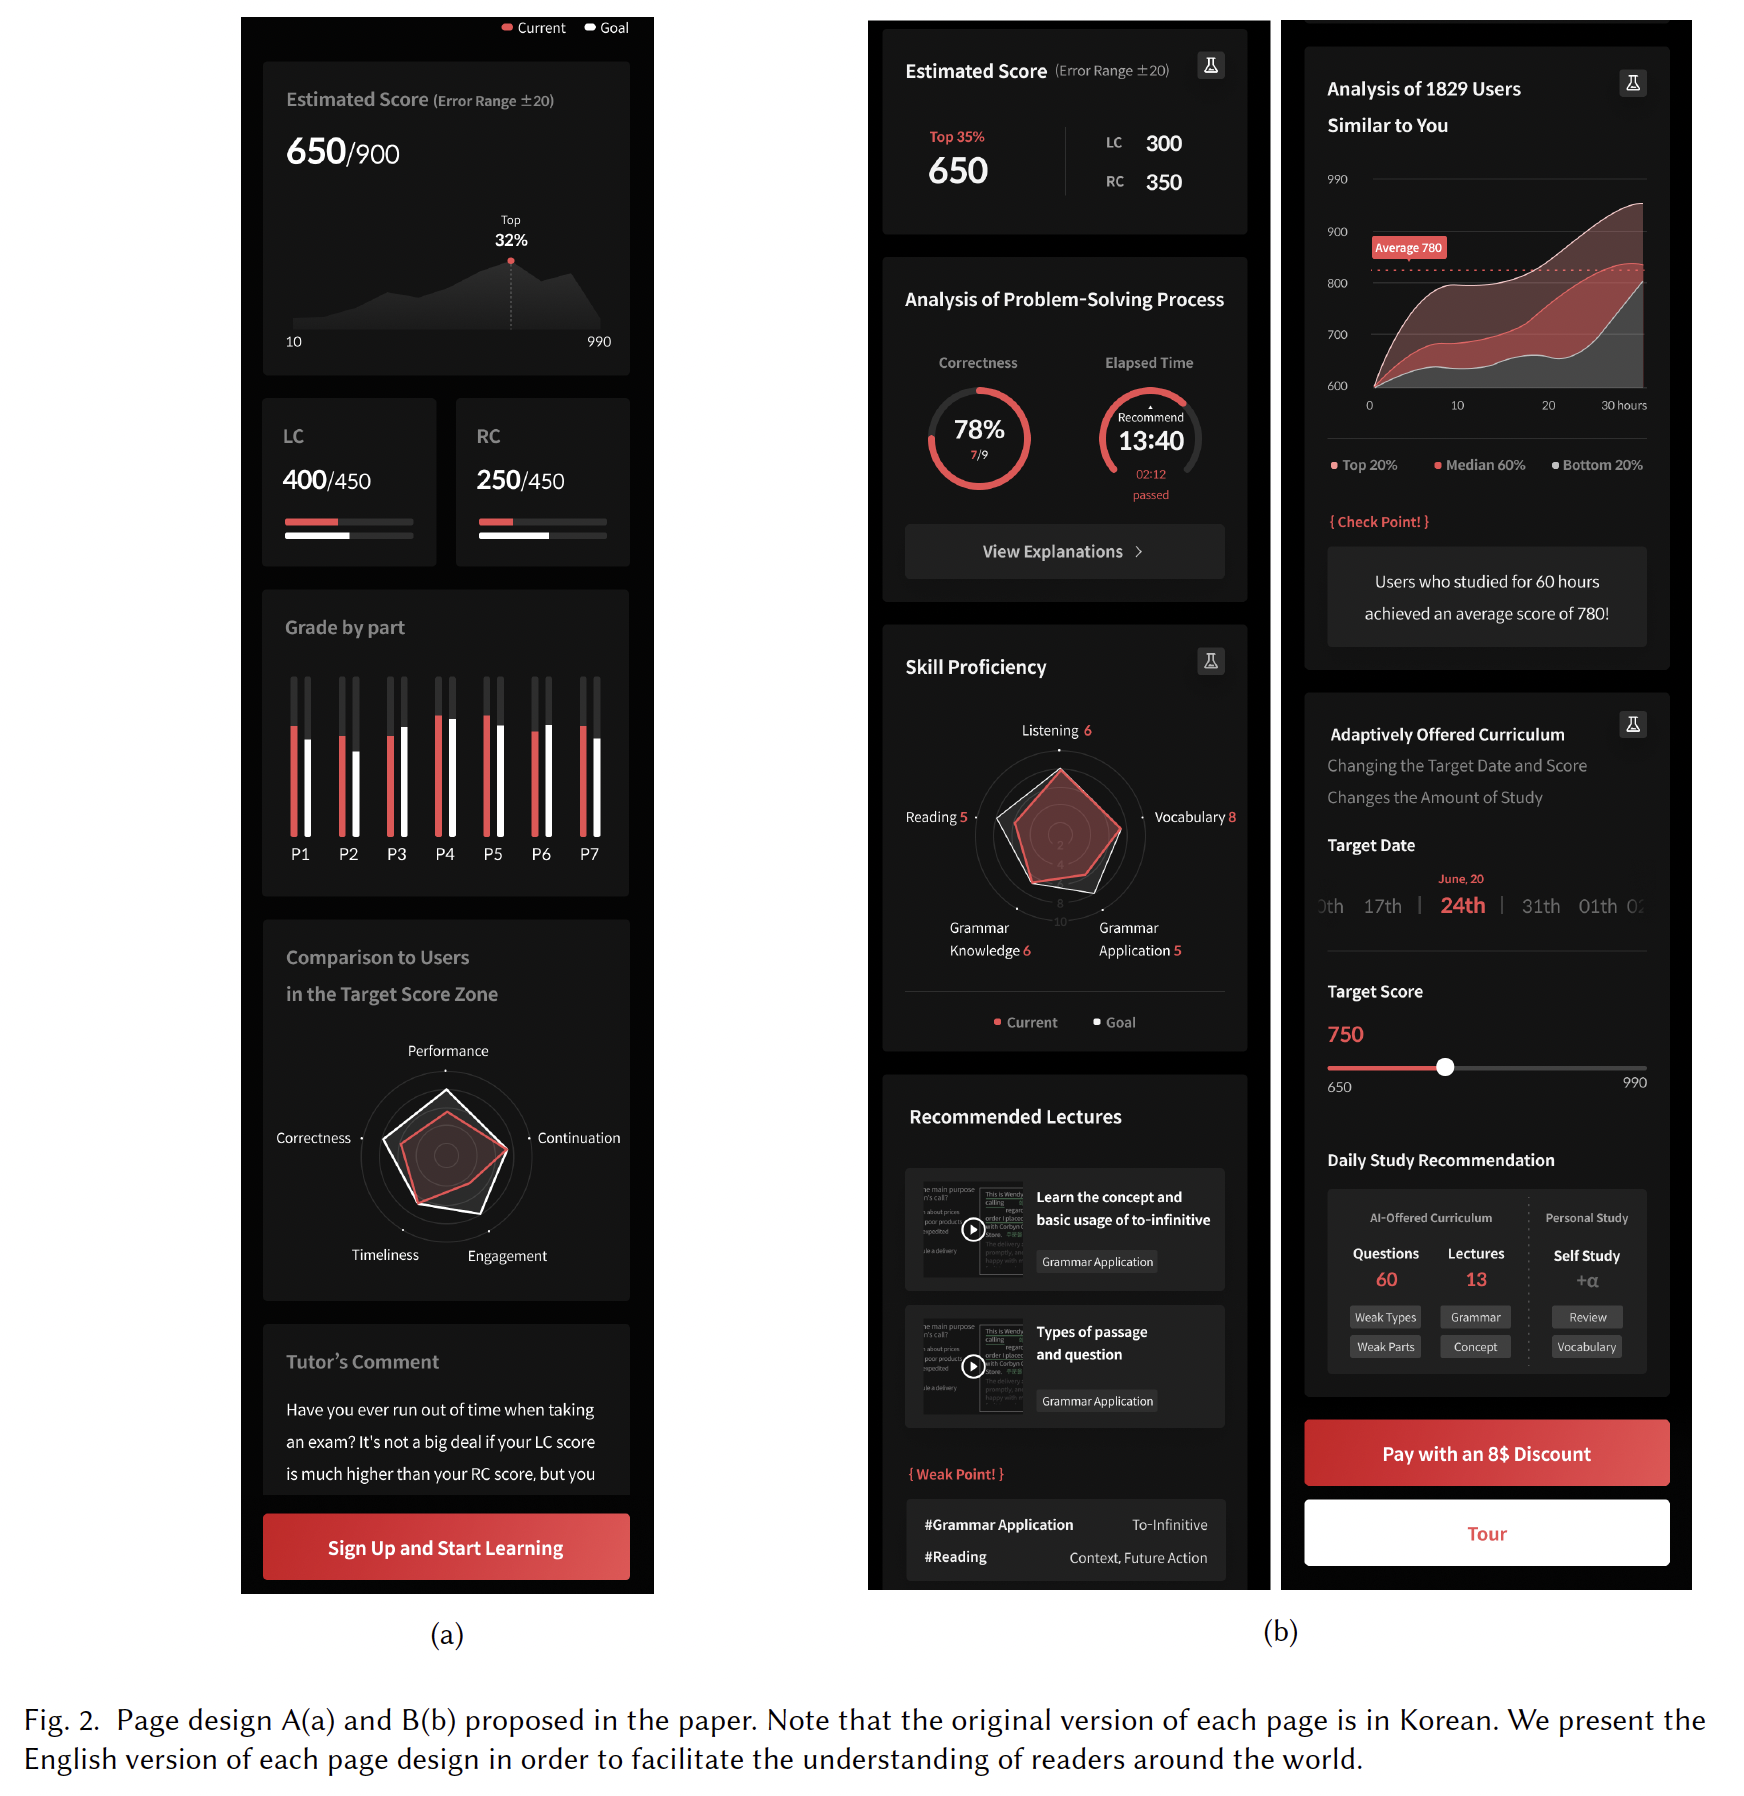 Current
Goal
Estimated Score (Error Range ±20)
650/900
Top
32%
10
990
LC
400/450
RC
250/450
Grade by part
P1
P2
P3
P4
P5
P6
P7
Comparison to Users
in the Target Score Zone
Performance
Correctness
Continuation
Timeliness
Engagement
Tutor's Comment
Have you ever run out of time when taking
an exam? It's not a big deal if your LC score
is much higher than your RC score, but you
Sign Up and Start Learning
(a)
Estimated Score (Error Range ±20)
Top 35%
650
LC 300
RC 350
Analysis of Problem-Solving Process
Correctness
78%
7/9
Elapsed Time
Recommend
13:40
02:12
passed
View Explanations >
Skill Proficiency
Listening 6
Reading 5
Vocabulary 8
2
4
6
8
10
Grammar
Knowledge 6
Grammar
Application 5
Current
Goal
Recommended Lectures
Learn the concept and
basic usage of to-infinitive
Grammar Application
Types of passage
and question
Grammar Application
{ Weak Point! }
#Grammar Application To-Infinitive
#Reading Context, Future Action
Analysis of 1829 Users
Similar to You
990
900
Average 780
800
700
600
0
10
20
30 hours
Top 20%
Median 60%
Bottom 20%
{ Check Point! }
Users who studied for 60 hours
achieved an average score of 780!
Adaptively Offered Curriculum
Changing the Target Date and Score
Changes the Amount of Study
Target Date
June, 20
17th | 24th | 31th 01th
Target Score
750
650
990
Daily Study Recommendation
AI-Offered Curriculum
Personal Study
Questions
Lectures
Self Study
60
13
+α
Weak Types
Grammar
Review
Weak Parts
Concept
Vocabulary
Pay with an 8$ Discount
Tour
(b)
Fig. 2. Page design A(a) and B(b) proposed in the paper. Note that the original version of each page is in Korean. We present the
English version of each page design in order to facilitate the understanding of readers around the world.